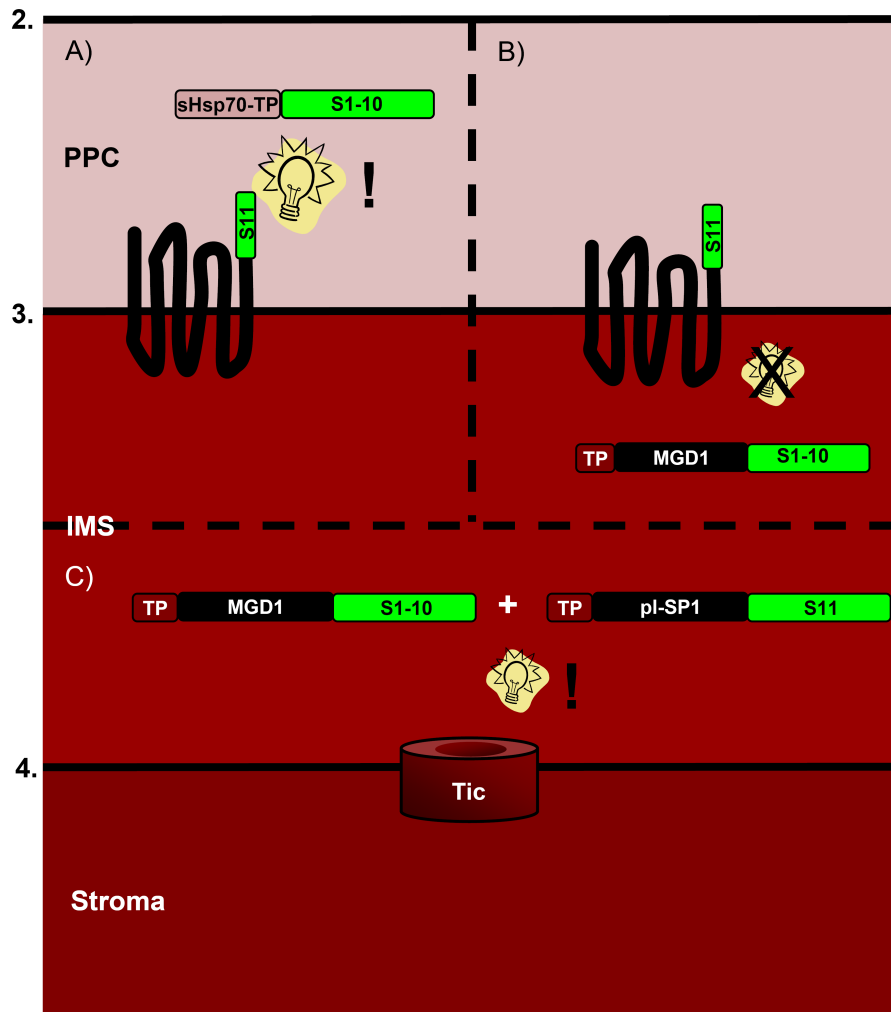 2.
A)
B)
sHsp70-TP S1-10
PPC
!
S11
S11
3.
X
TP MGD1 S1-10
IMS
C)
TP MGD1 S1-10 + TP pI-SP1 S11
!
4.
Tic
Stroma